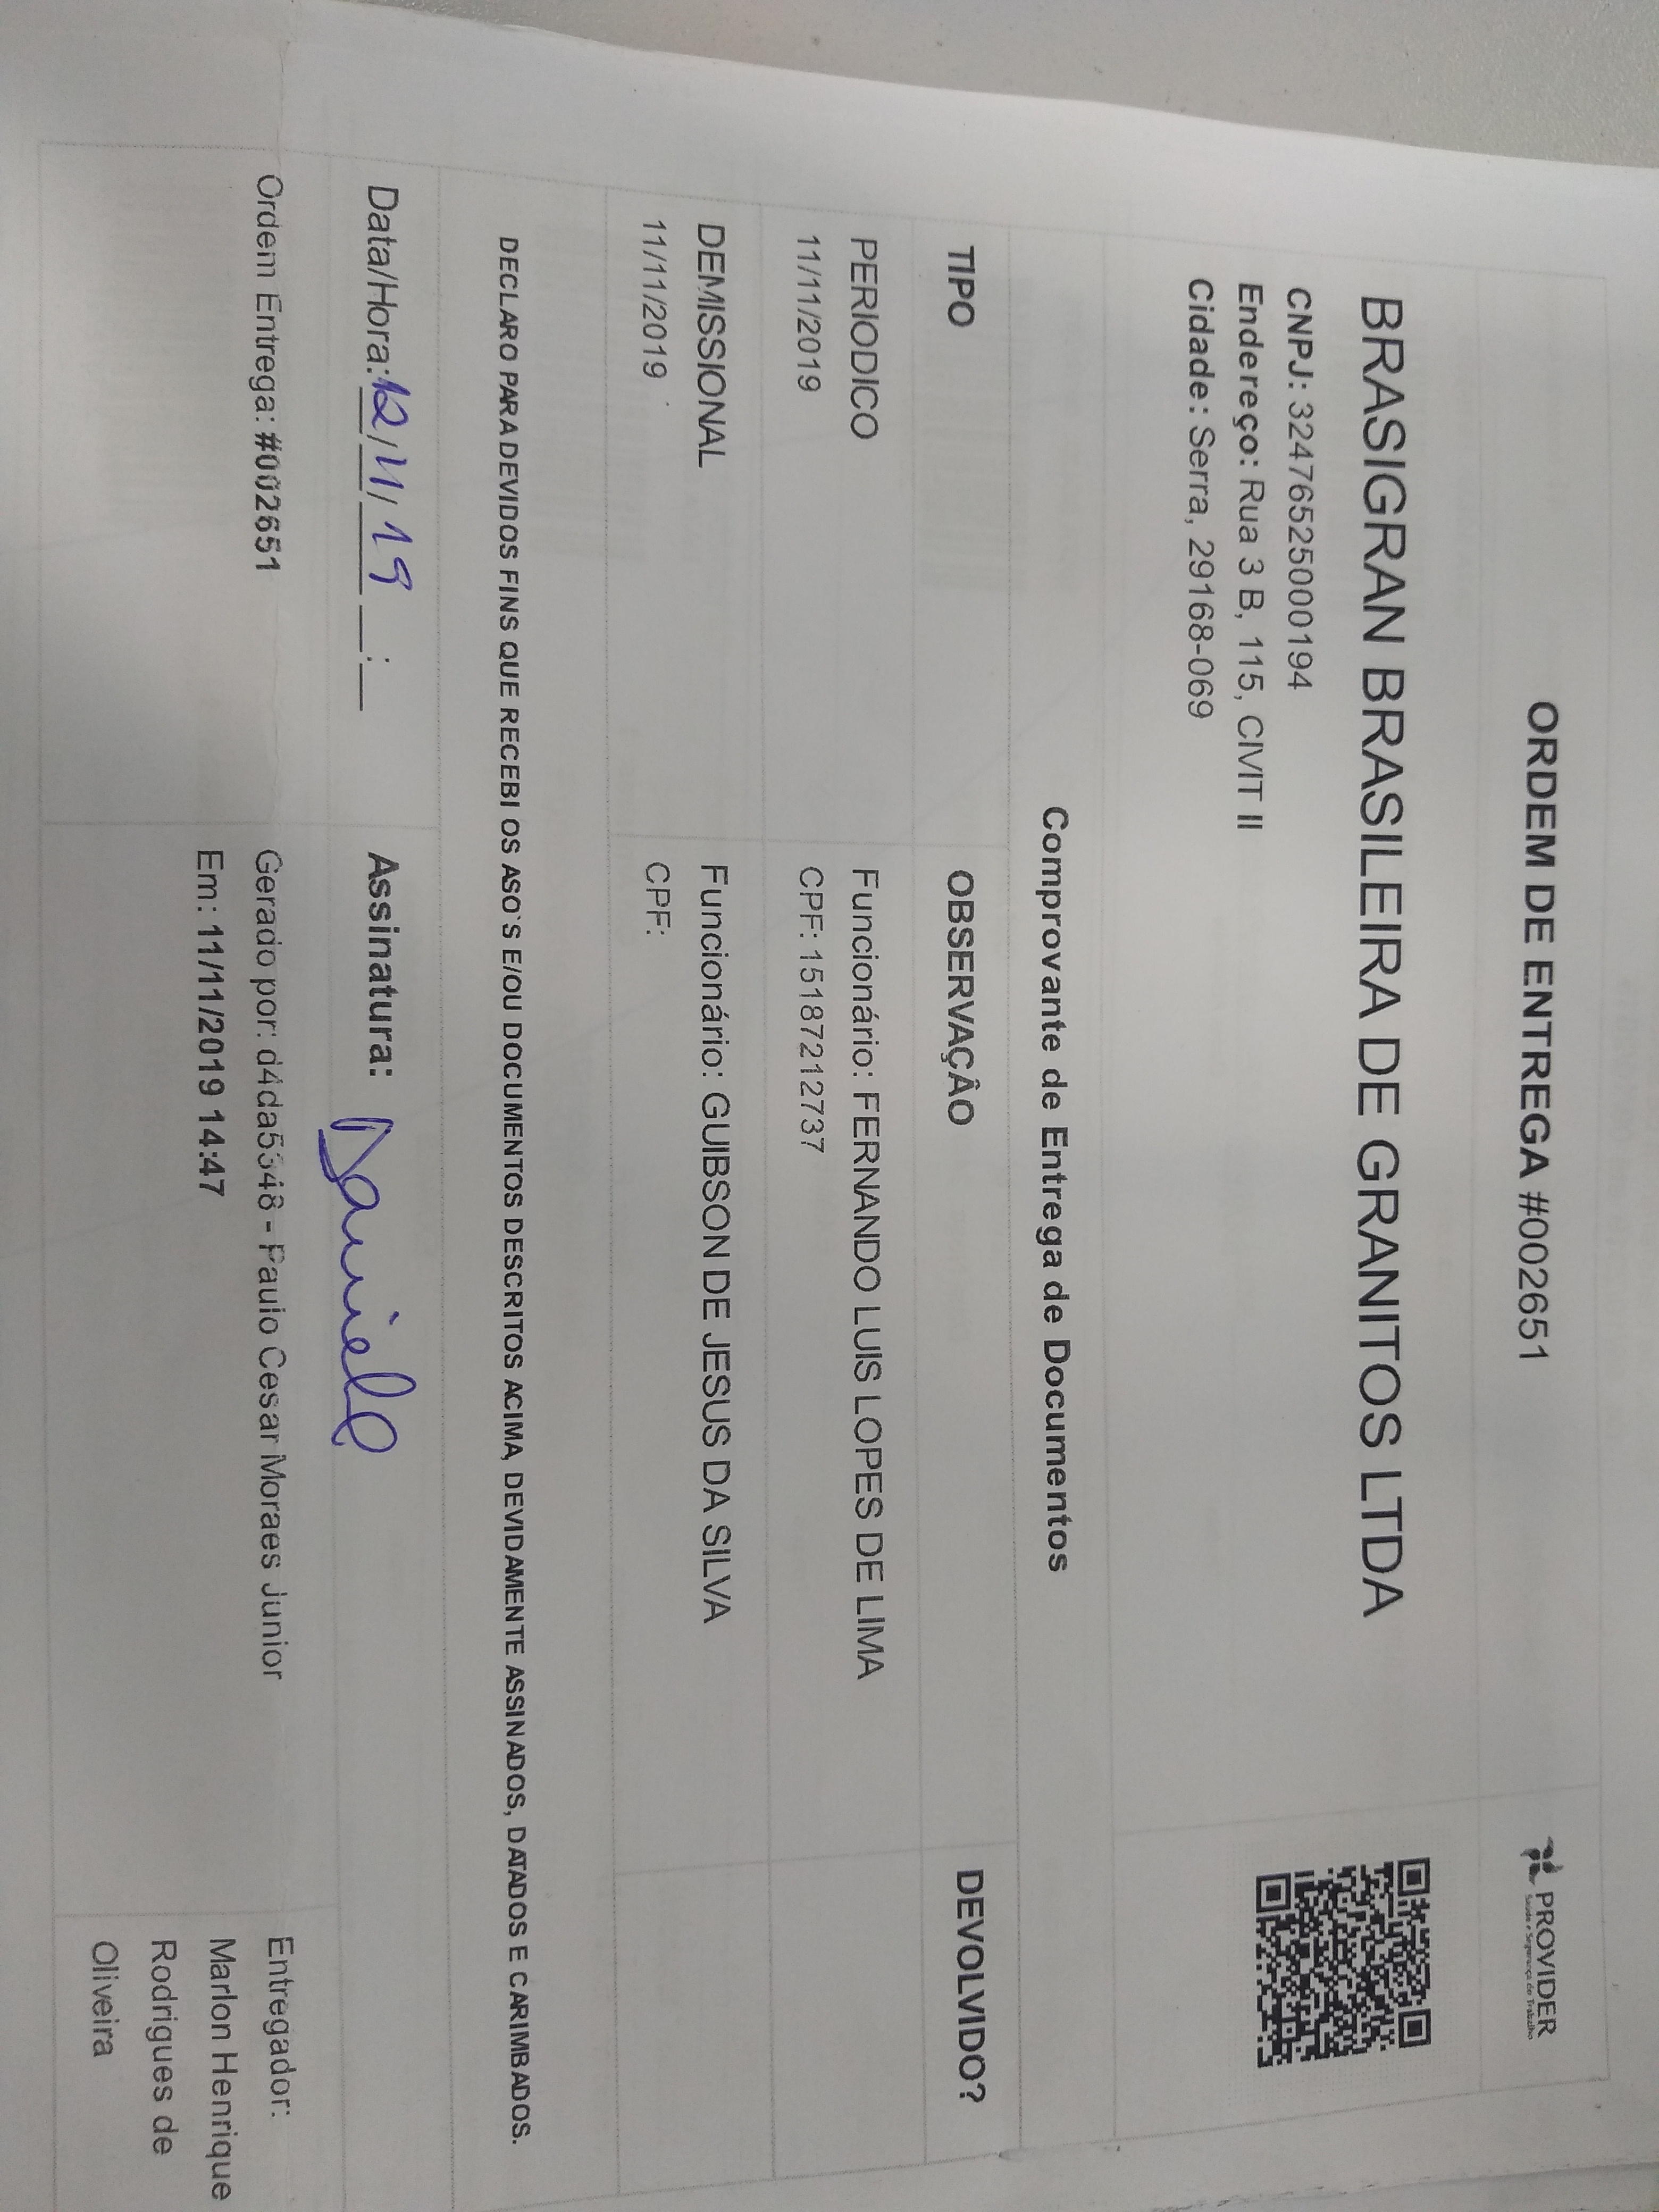 ORDEM DE ENTREGA #002651
PROVIDER
Saúde e Segurança do Trabalho
BRASIGRAN BRASILEIRA DE GRANITOS LTDA
CNPJ: 32476525000194
Endereço: Rua 3 B, 115, CIVIT II
Cidade: Serra, 29168-069
Comprovante de Entrega de Documentos
TIPO OBSERVAÇÃO DEVOLVIDO?
PERIODICO Funcionário: FERNANDO LUIS LOPES DE LIMA
11/11/2019 CPF: 15187212737
DEMISSIONAL Funcionário: GUIBSON DE JESUS DA SILVA
11/11/2019 CPF:
DECLARO PARA DEVIDOS FINS QUE RECEBI OS ASO`S E/OU DOCUMENTOS DESCRITOS ACIMA, DEVIDAMENTE ASSINADOS, DATADOS E CARIMBADOS.
Data/Hora: 12/11/19 __:__ Assinatura: Daniele
Ordem Entrega: #002651 Gerado por: d4da5348 - Paulo Cesar Moraes Junior Entregador:
Em: 11/11/2019 14:47 Marlon Henrique
Rodrigues de
Oliveira